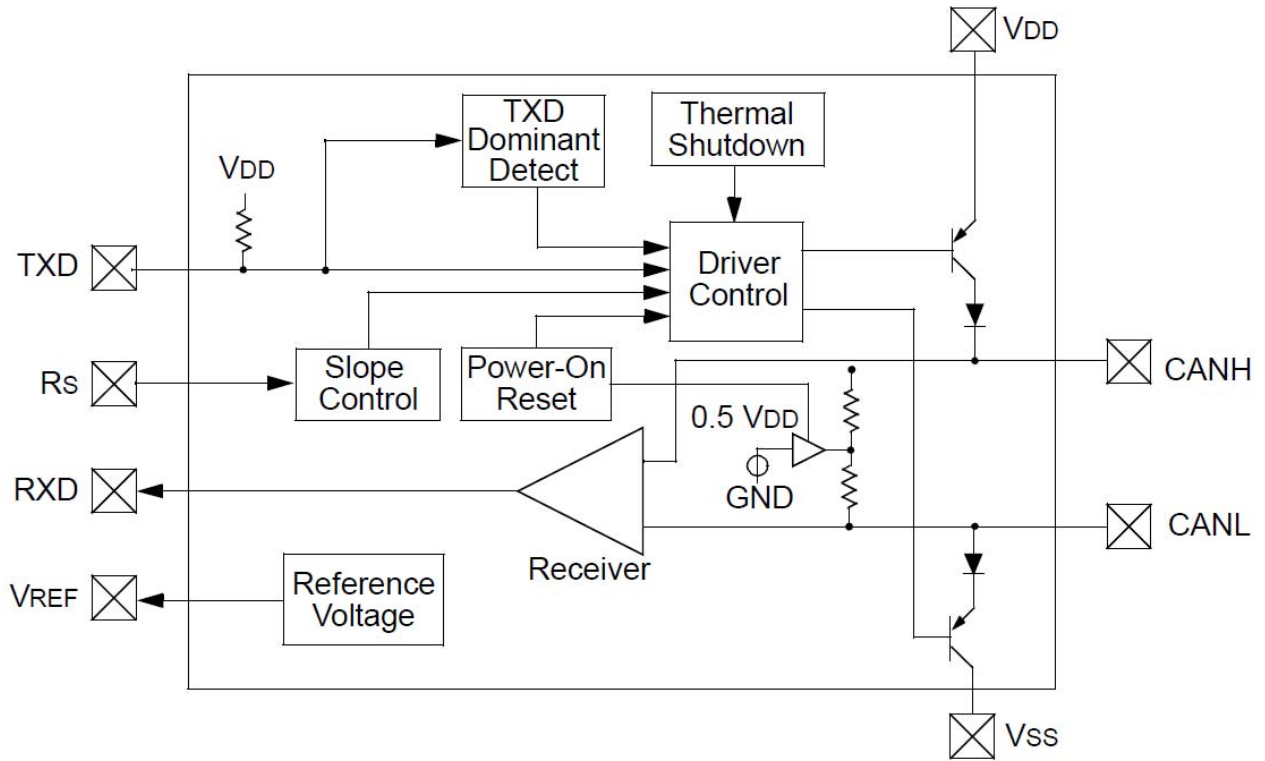 VDD
TXD
Dominant
Detect
Thermal
Shutdown
VDD
TXD
Driver
Control
RS
Slope
Control
Power-On
Reset
CANH
0.5 VDD
RXD
GND
CANL
Receiver
VREF
Reference
Voltage
VSS